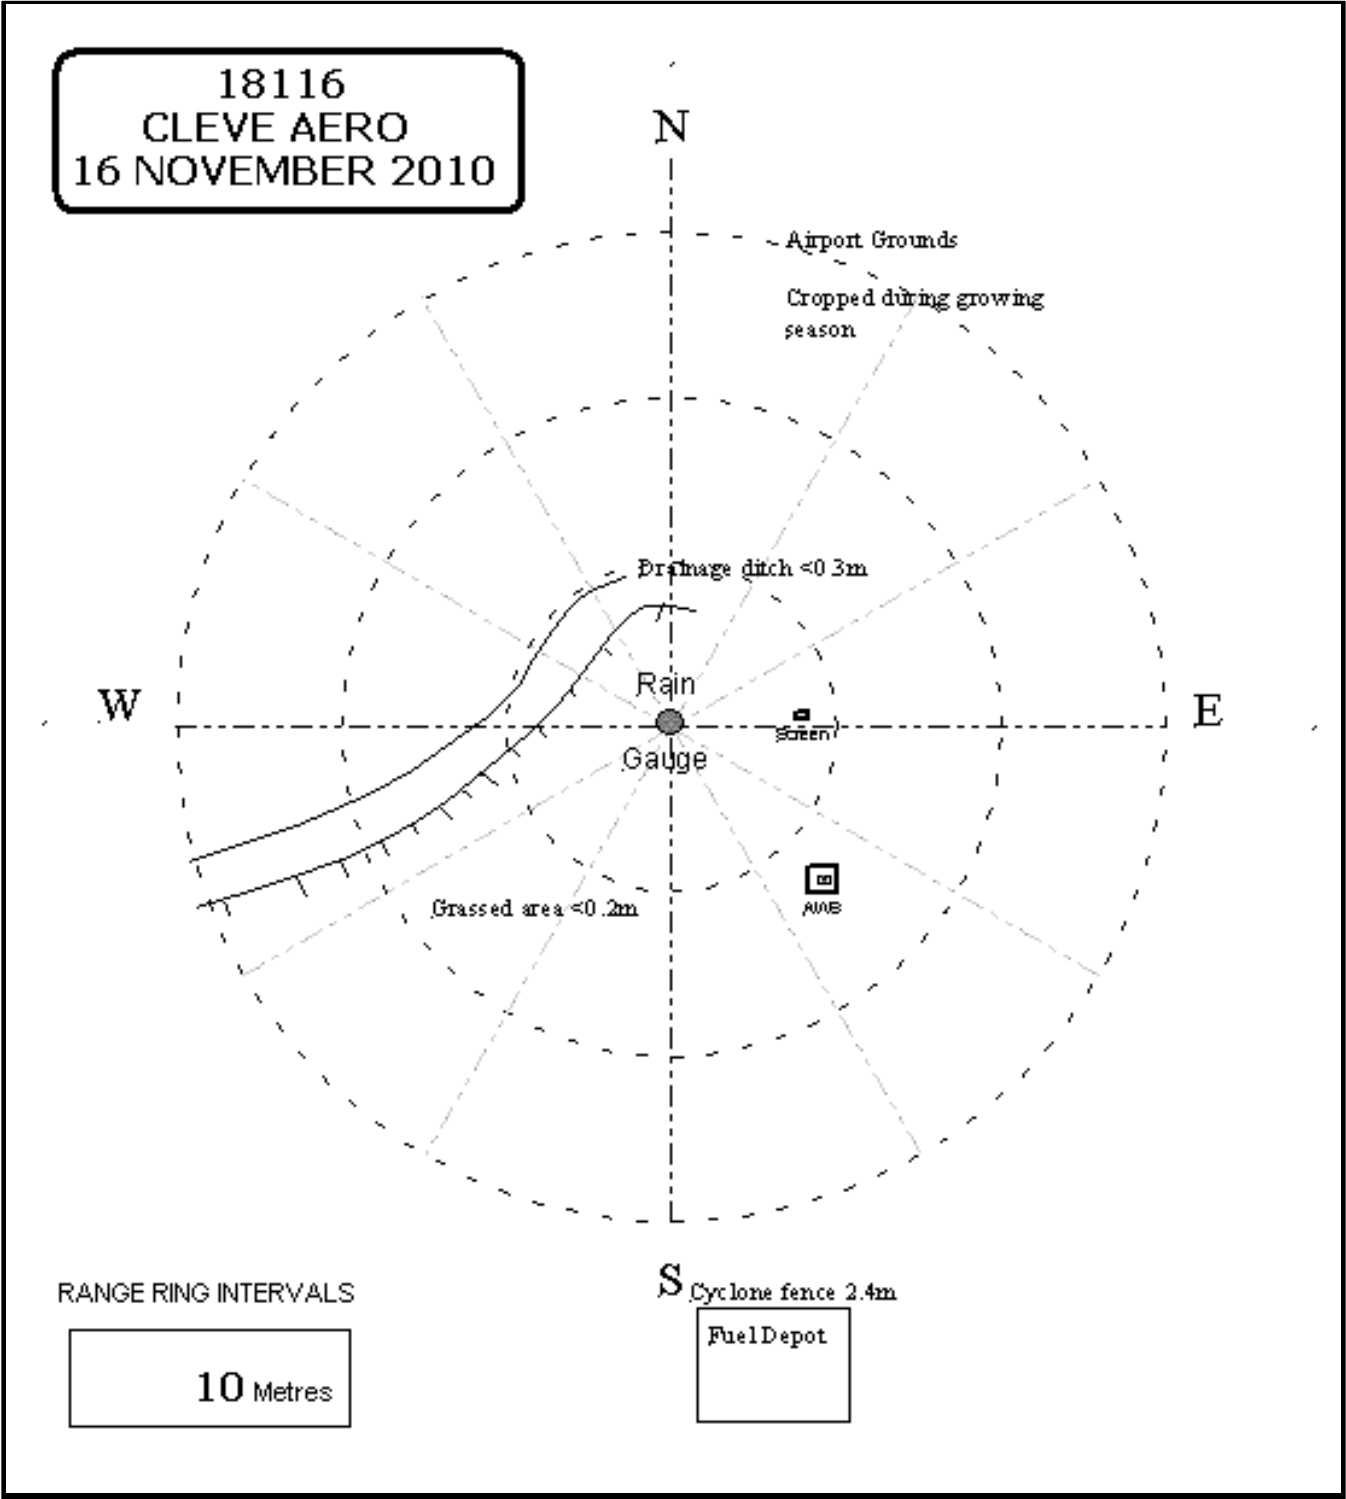 18116
CLEVE AERO
16 NOVEMBER 2010
N
Airport Grounds
Cropped during growing
season
Drainage ditch <0.3m
Rain
W
E
Screen
Gauge
AWS
Grassed area <0.2m
S
Cyclone fence 2.4m
RANGE RING INTERVALS
Fuel Depot
10 Metres